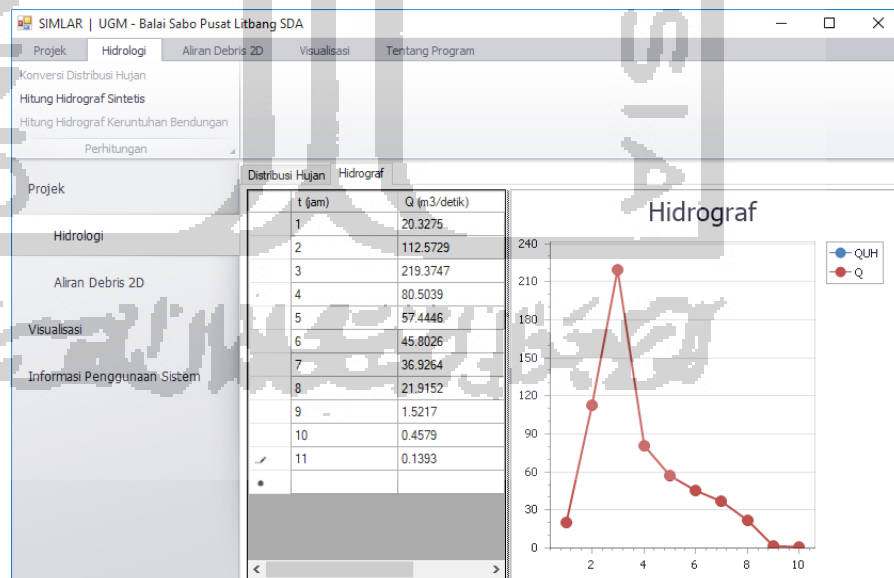 SIMLAR | UGM - Balai Sabo Pusat Litbang SDA
Projek Hidrologi Aliran Debris 2D Visualisasi Tentang Program
Konversi Distribusi Hujan
Hitung Hidrograf Sintetis
Hitung Hidrograf Keruntuhan Bendungan
Perhitungan
Projek
Hidrologi
Aliran Debris 2D
Visualisasi
Informasi Penggunaan Sistem
Distribusi Hujan Hidrograf
t (jam) Q (m3/detik)
1 20.3275
2 112.5729
3 219.3747
4 80.5039
5 57.4446
6 45.8026
7 36.9264
8 21.9152
9 1.5217
10 0.4579
11 0.1393
Hidrograf
240
210
180
150
120
90
60
30
0
2 4 6 8 10
QUH
Q